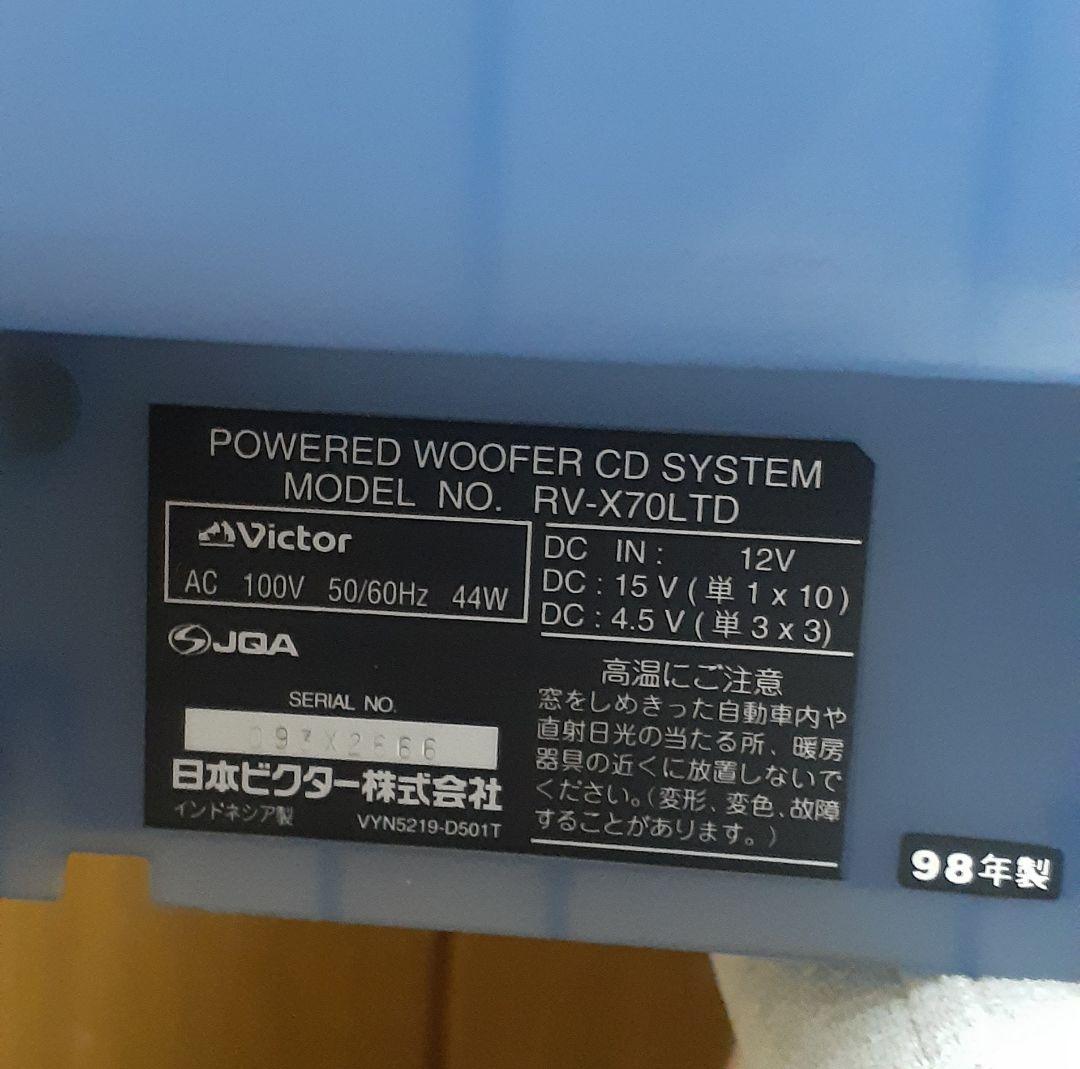 POWERED WOOFER CD SYSTEM
MODEL NO. RV-X70LTD
Victor
AC 100V 50/60Hz 44W
DC IN : 12V
DC : 15 V ( 単 1 x 10 )
DC : 4.5 V ( 単 3 x 3)
JQA
SERIAL NO.
日本ビクター株式会社
インドネシア製
VYN5219-D501T
高温にご注意
窓をしめきった自動車内や
直射日光の当たる所、暖房
器具の近くに放置しないで
ください。(変形、変色、故障
することがあります。)
98年製